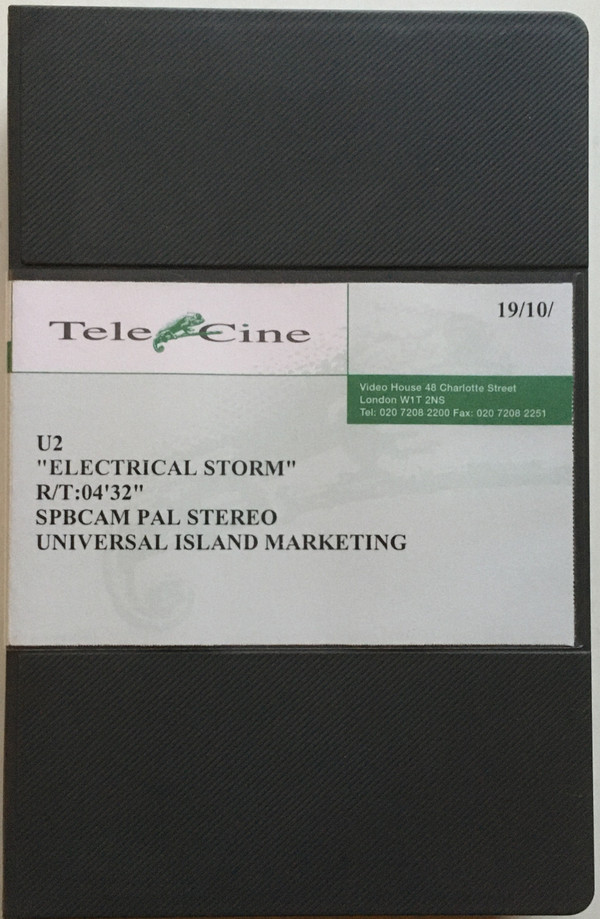 Tele Cine
19/10/
Video House 48 Charlotte Street
London W1T 2NS
Tel: 020 7208 2200 Fax: 020 7208 2251
U2
"ELECTRICAL STORM"
R/T:04'32"
SPBCAM PAL STEREO
UNIVERSAL ISLAND MARKETING